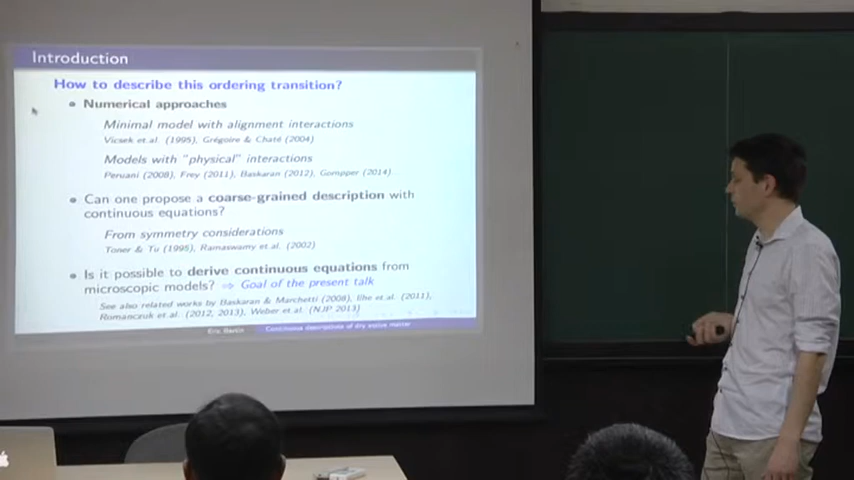 Introduction
How to describe this ordering transition?
Numerical approaches
Minimal model with alignment interactions
Vicsek et.al. (1995), Grégoire & Chaté (2004)
Models with "physical" interactions
Peruani (2008), Frey (2011), Baskaran (2012), Gompper (2014)...
Can one propose a coarse-grained description with
continuous equations?
From symmetry considerations
Toner & Tu (1995), Ramaswamy et al. (2002)
Is it possible to derive continuous equations from
microscopic models? ⇒ Goal of the present talk
See also related works by Baskaran & Marchetti (2008), Ihle et al. (2011),
Romanczuk et al. (2012, 2013), Weber et al. (NJP 2013)
Eric Bertin Continuous descriptions of dry active matter